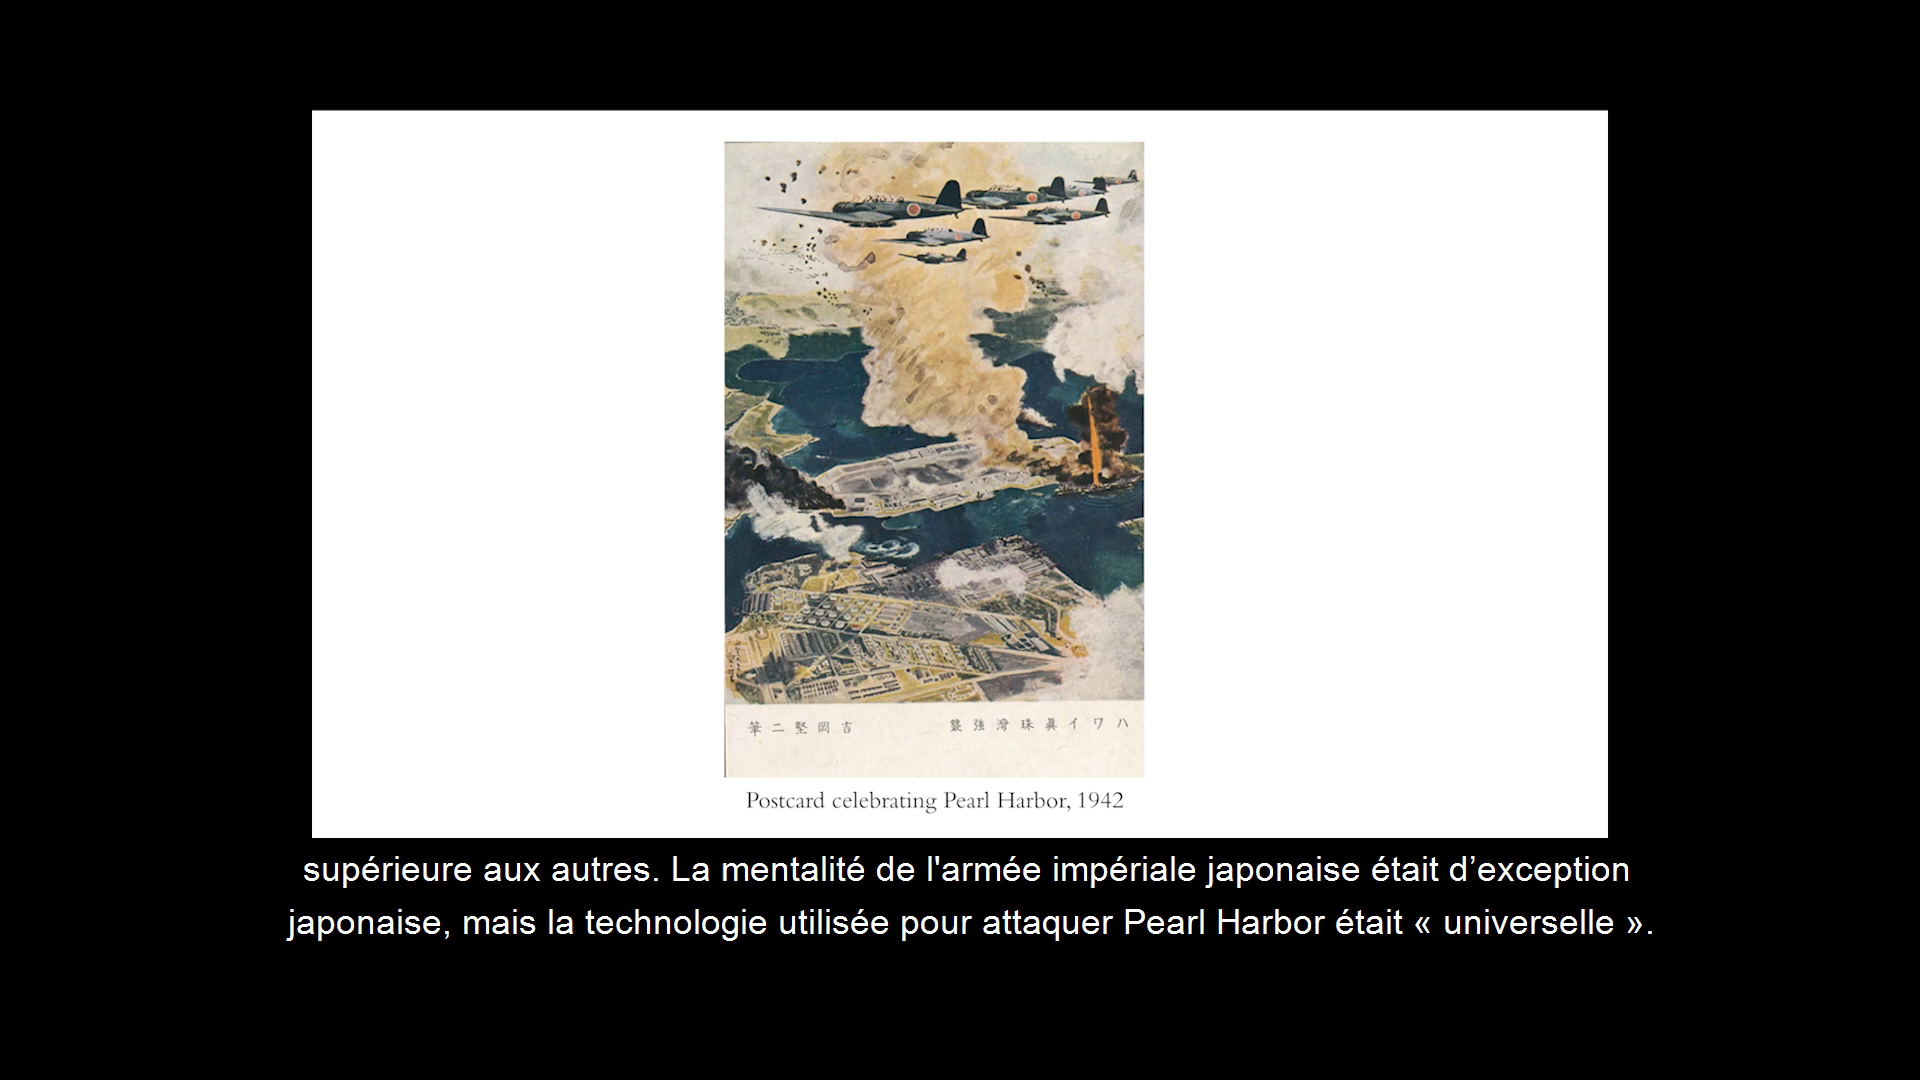 筆二堅岡吉
襲強灣珠眞イワハ
Postcard celebrating Pearl Harbor, 1942
supérieure aux autres. La mentalité de l'armée impériale japonaise était d’exception
japonaise, mais la technologie utilisée pour attaquer Pearl Harbor était « universelle ».